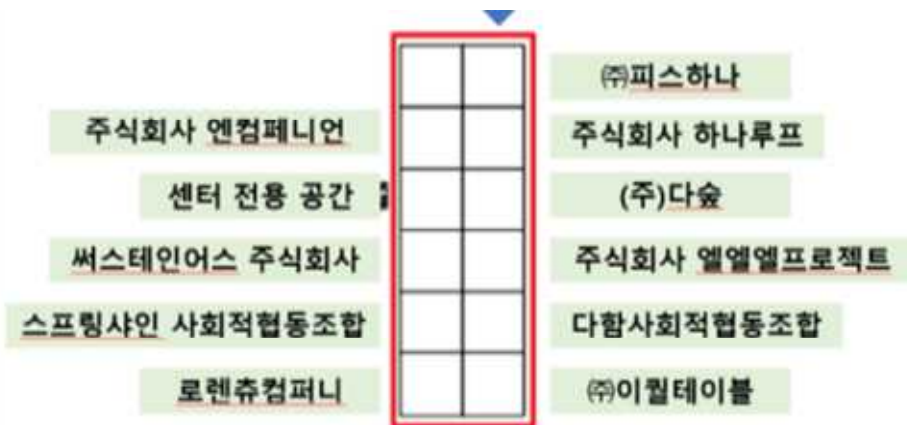 ㈜피스하나
주식회사 엔컴페니언
주식회사 하나루프
센터 전용 공간
(주)다숲
써스테인어스 주식회사
주식회사 엘엘엘프로젝트
스프링샤인 사회적협동조합
다함사회적협동조합
로렌츄컴퍼니
㈜이퀄테이블